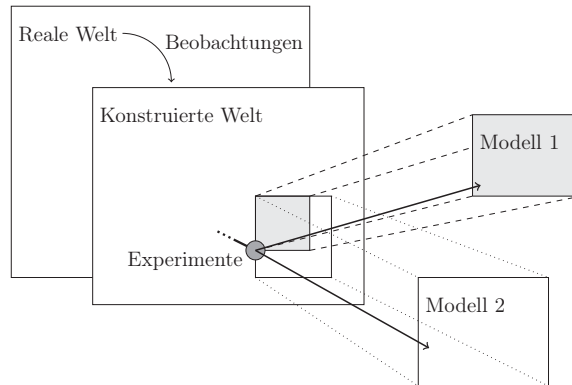 Reale Welt
Beobachtungen
Konstruierte Welt
Modell 1
Experimente
Modell 2